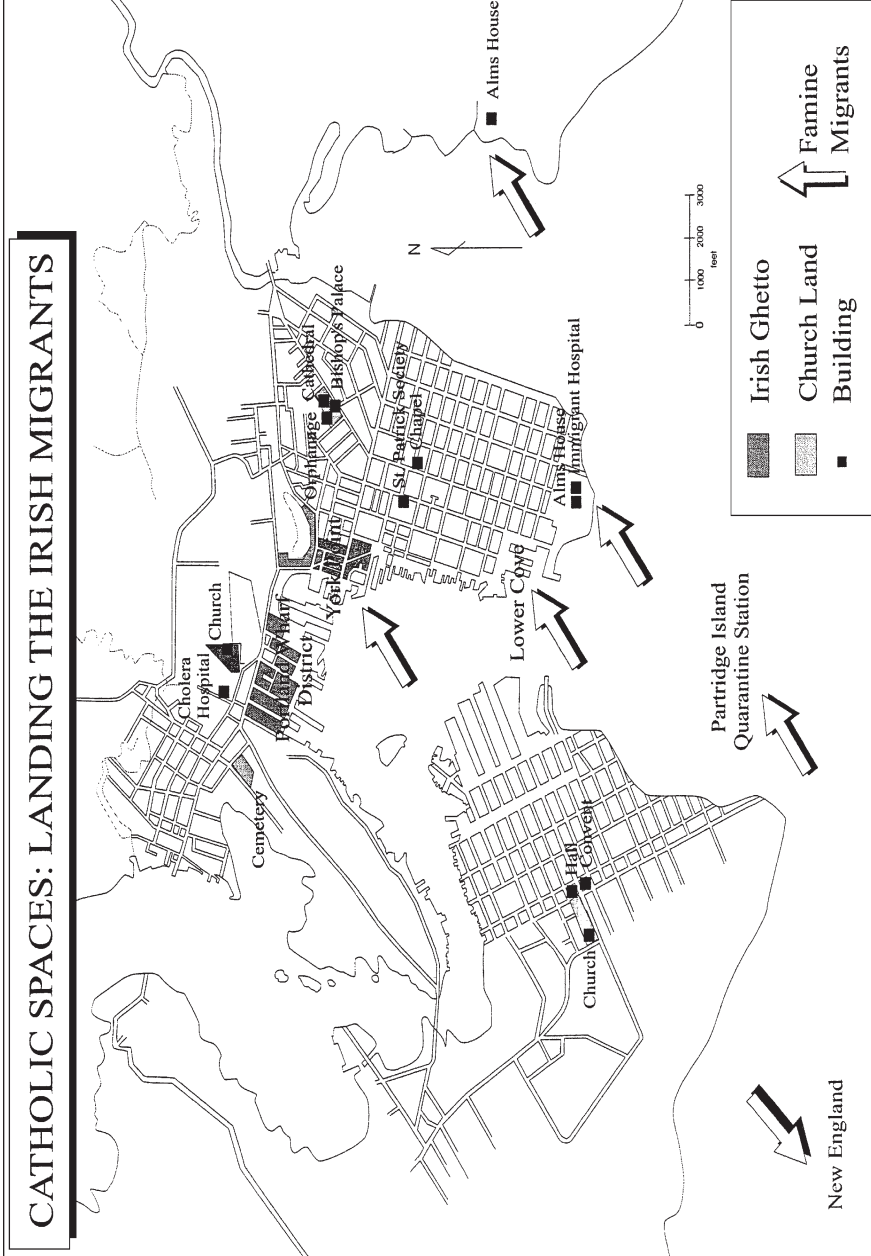 CATHOLIC SPACES: LANDING THE IRISH MIGRANTS
Cholera
Hospital
Church
Cemetery
Portland Wharf
District
York Point
Orphanage
Cathedral
Bishop's Palace
St. Patrick Society
Chapel
Alms House
Immigrant Hospital
Lower Cove
Alms House
N
Hall
Convent
Church
Partridge Island
Quarantine Station
New England
0 1000 2000 3000
feet
Irish Ghetto
Church Land
Building
Famine
Migrants